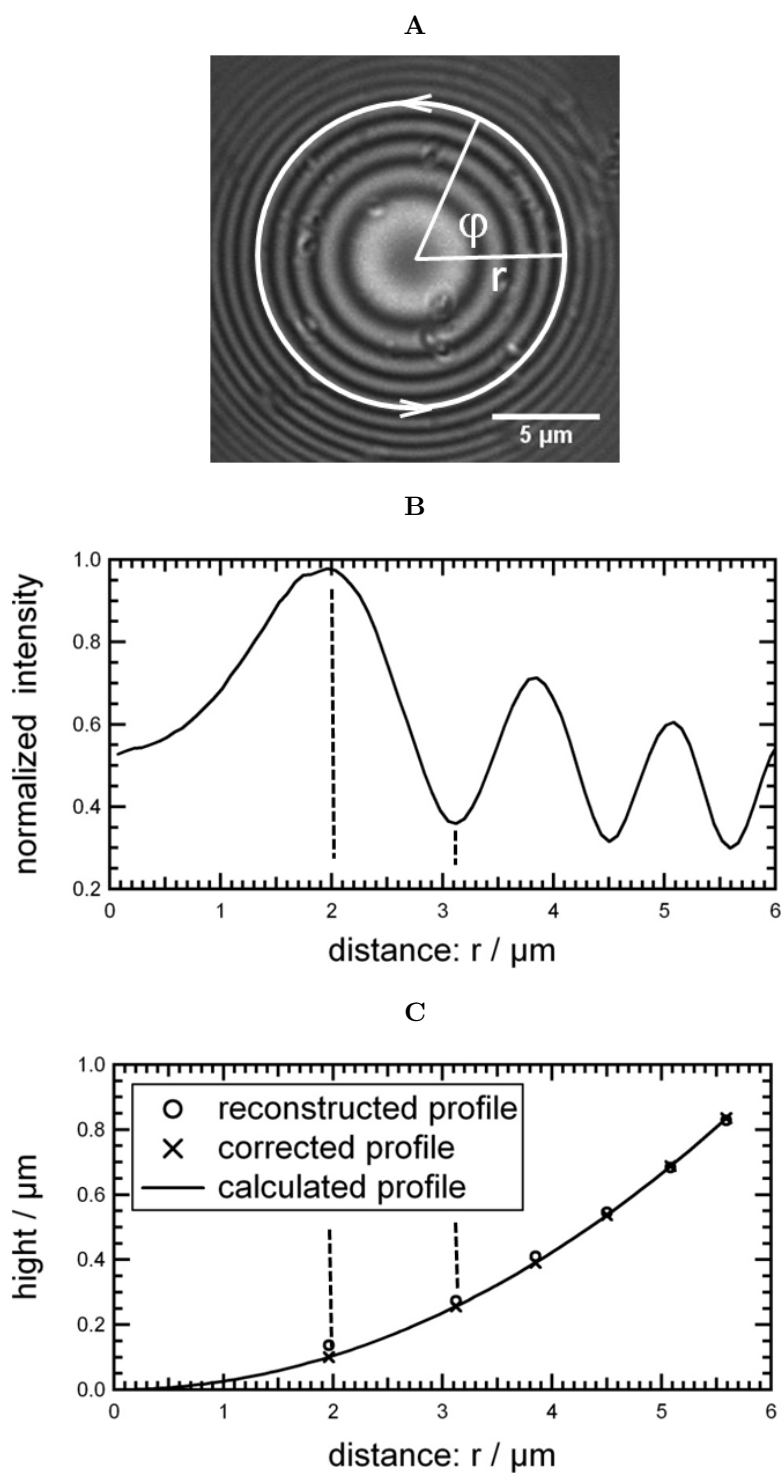 A
φ
r
5 µm
B
normalized intensity
1.0
0.8
0.6
0.4
0.2
0 1 2 3 4 5 6
distance: r / µm
C
hight / µm
1.0
0.8
0.6
0.4
0.2
0.0
reconstructed profile
corrected profile
calculated profile
0 1 2 3 4 5 6
distance: r / µm